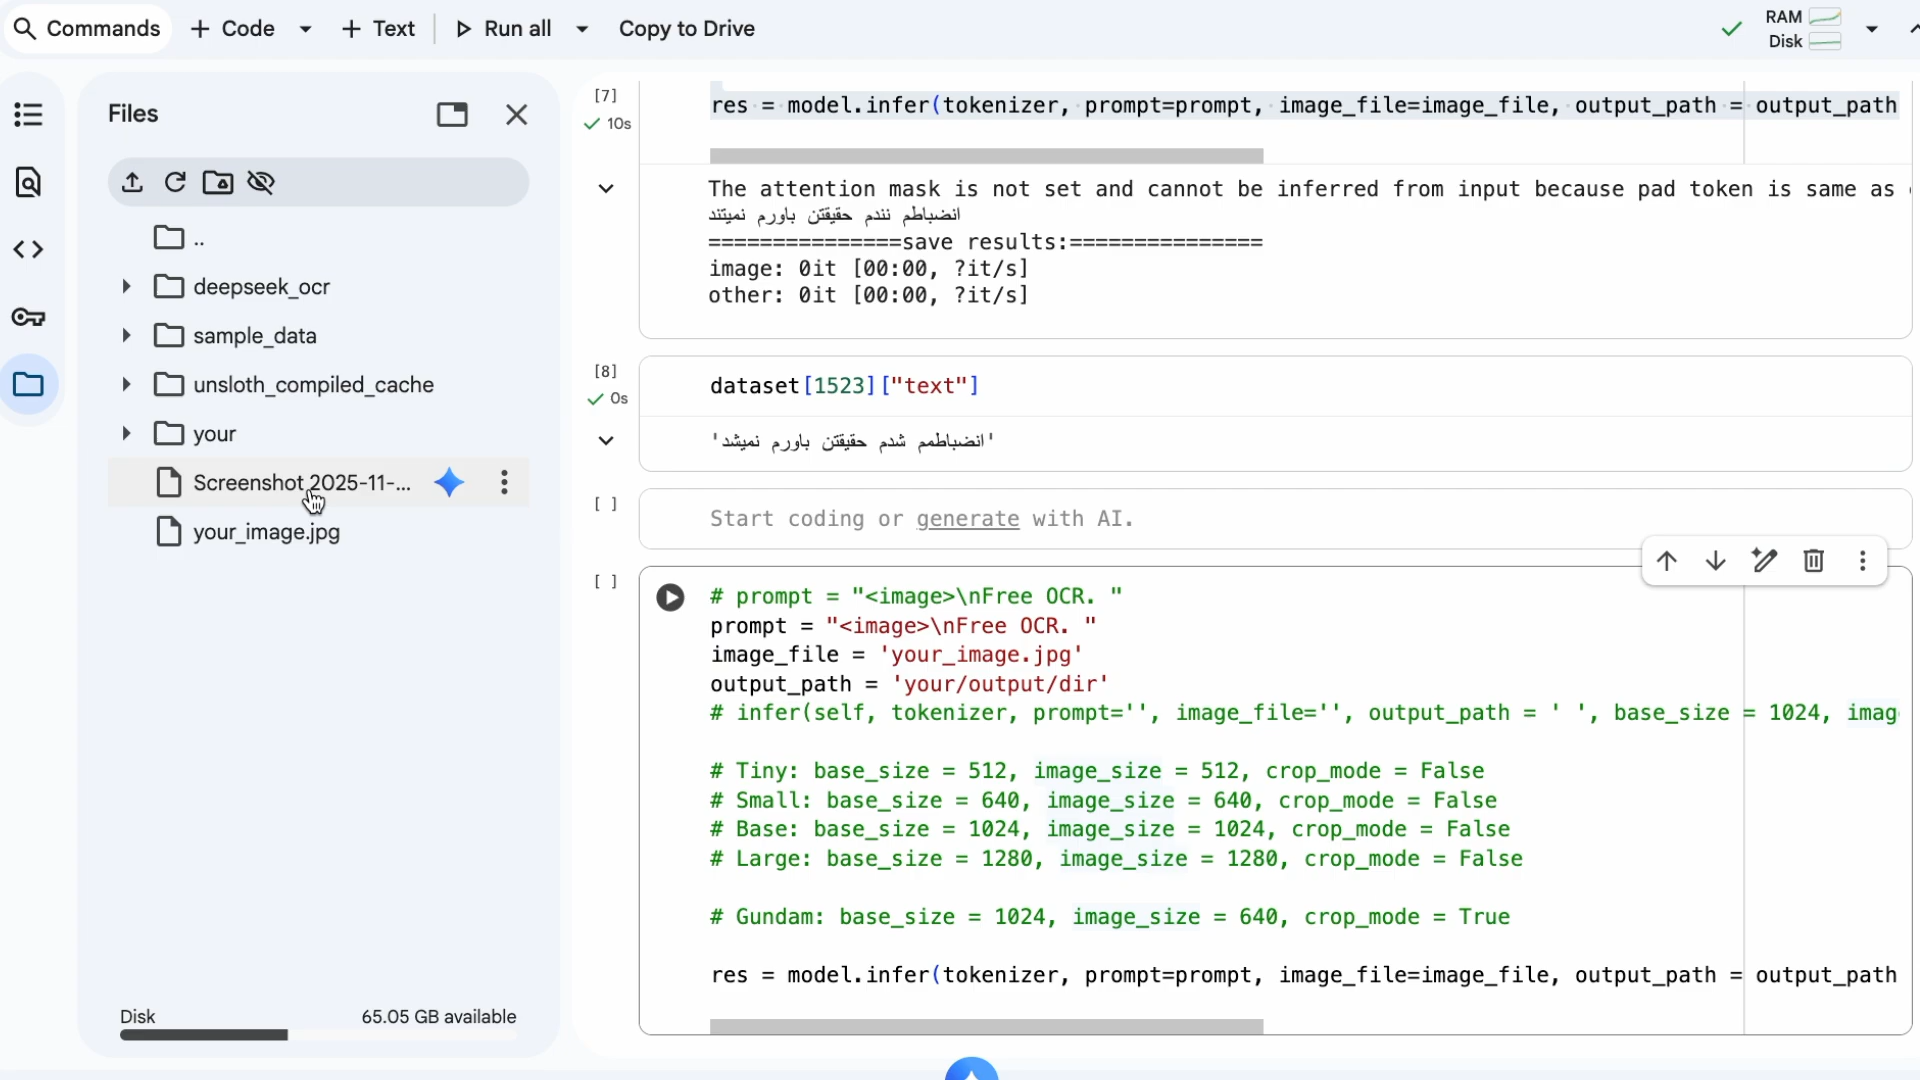 Commands
+ Code
+ Text
Run all
Copy to Drive
RAM
Disk
Files
..
deepseek_ocr
sample_data
unsloth_compiled_cache
your
Screenshot 2025-11-...
your_image.jpg
Disk
65.05 GB available
[7]
10s
res = model.infer(tokenizer, prompt=prompt, image_file=image_file, output_path = output_path
The attention mask is not set and cannot be inferred from input because pad token is same as
انضباطم نندم حقیقتن باورم نمیتند
===============save results:===============
image: 0it [00:00, ?it/s]
other: 0it [00:00, ?it/s]
[8]
0s
dataset[1523]["text"]
'انضباطمم شدم حقیقتن باورم نمیشد'
[ ]
Start coding or generate with AI.
[ ]
# prompt = "<image>\nFree OCR. "
prompt = "<image>\nFree OCR. "
image_file = 'your_image.jpg'
output_path = 'your/output/dir'
# infer(self, tokenizer, prompt='', image_file='', output_path = ' ', base_size = 1024, imag
# Tiny: base_size = 512, image_size = 512, crop_mode = False
# Small: base_size = 640, image_size = 640, crop_mode = False
# Base: base_size = 1024, image_size = 1024, crop_mode = False
# Large: base_size = 1280, image_size = 1280, crop_mode = False
# Gundam: base_size = 1024, image_size = 640, crop_mode = True
res = model.infer(tokenizer, prompt=prompt, image_file=image_file, output_path = output_path